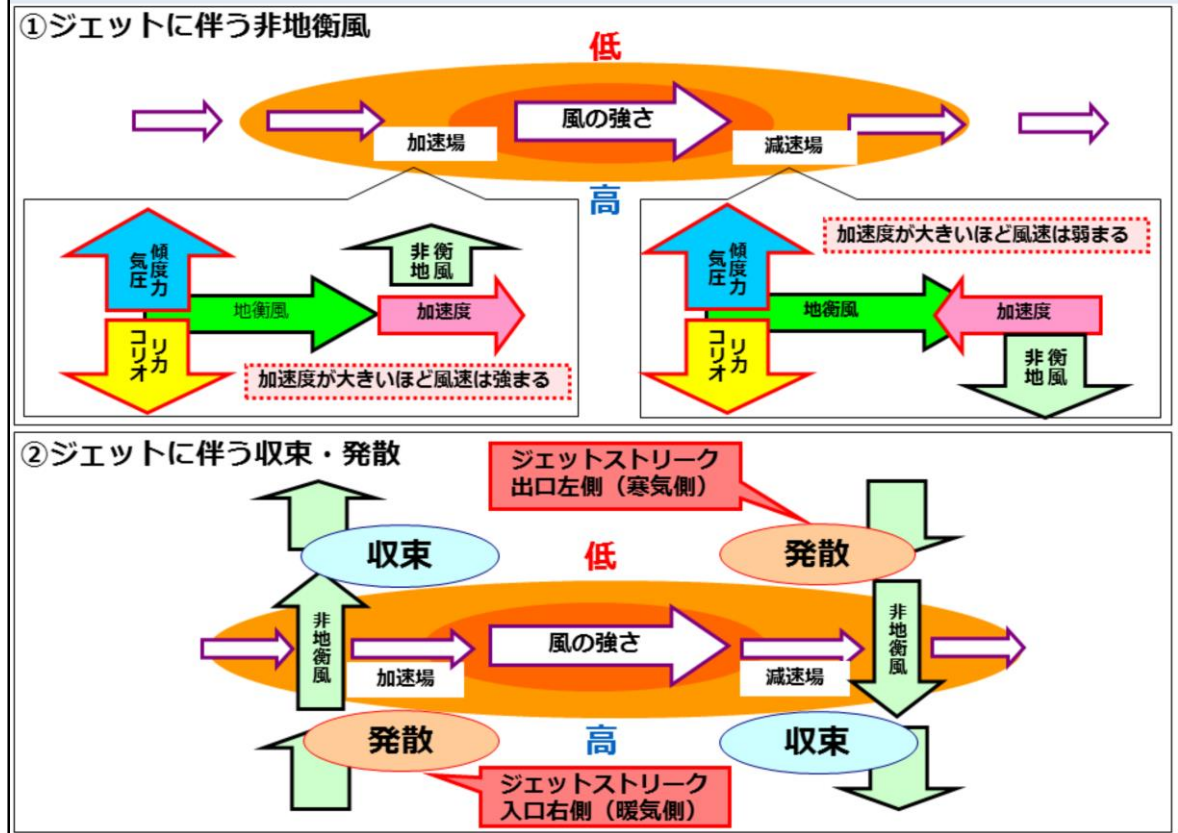 ①ジェットに伴う非地衡風
低
風の強さ
加速場
減速場
高
気圧傾度力
コリオリカ
地衡風
非地衡風
加速度
加速度が大きいほど風速は強まる
気圧傾度力
コリオリカ
地衡風
加速度が大きいほど風速は弱まる
加速度
非地衡風
②ジェットに伴う収束・発散
ジェットストリーク
出口左側（寒気側）
収束
低
発散
非地衡風
加速場
風の強さ
減速場
非地衡風
発散
高
収束
ジェットストリーク
入口右側（暖気側）